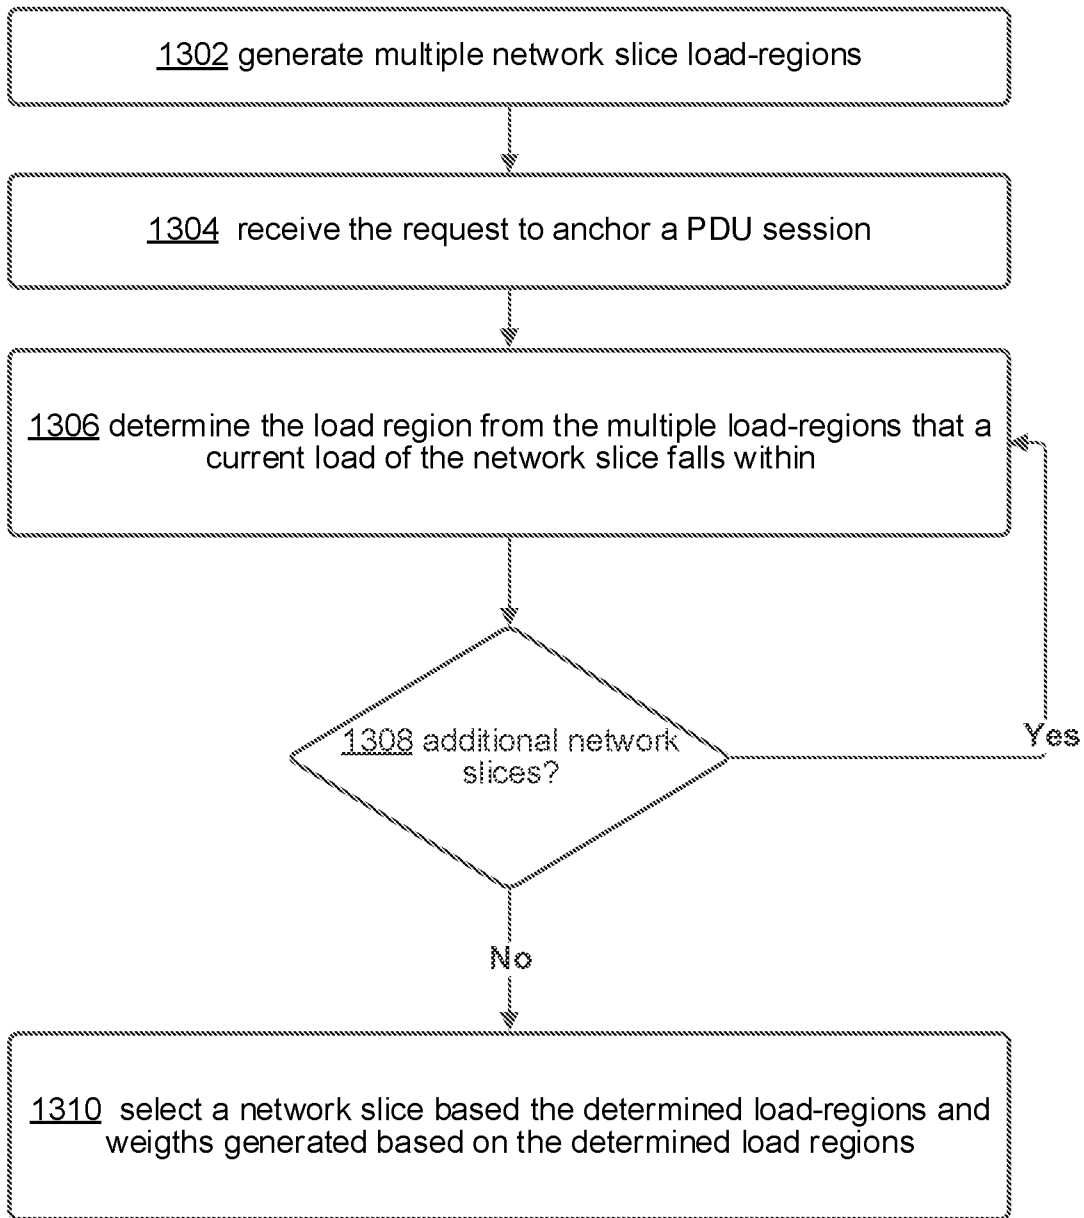 1302 generate multiple network slice load-regions
1304 receive the request to anchor a PDU session
1306 determine the load region from the multiple load-regions that a
current load of the network slice falls within
1308 additional network
slices?
Yes
No
1310 select a network slice based the determined load-regions and
weigths generated based on the determined load regions